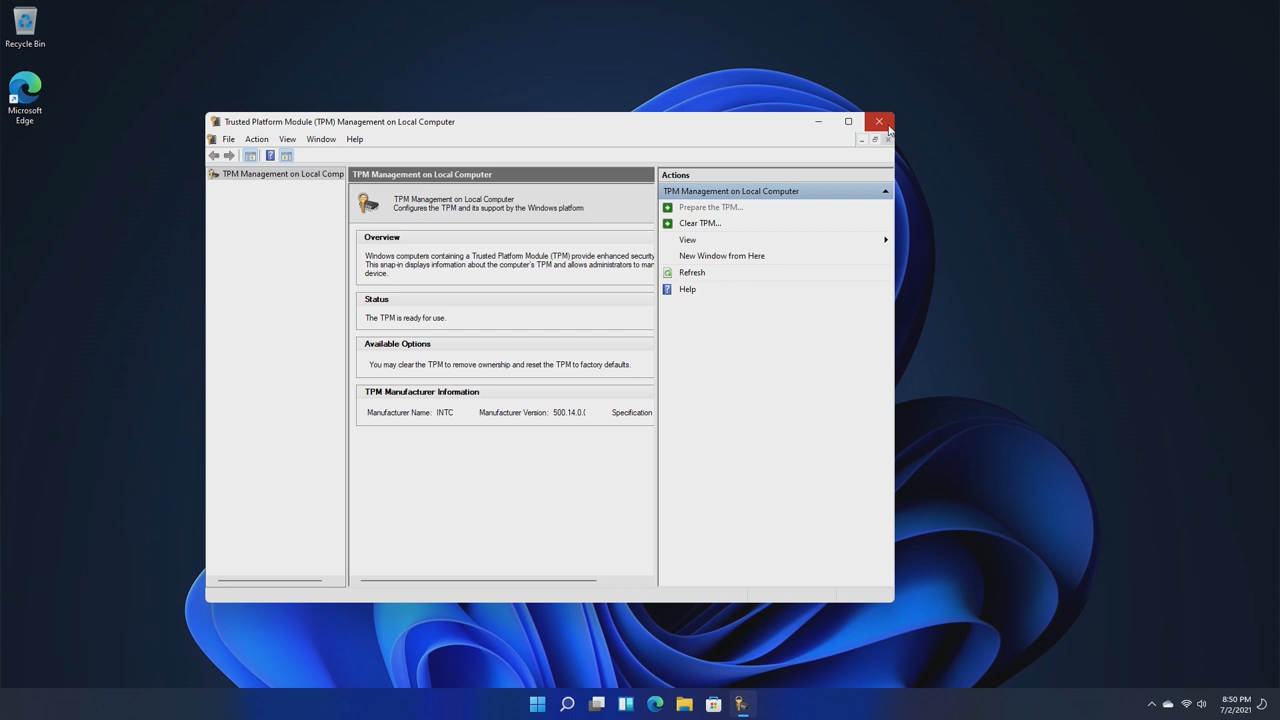 Recycle Bin
Microsoft
Edge
Trusted Platform Module (TPM) Management on Local Computer
File Action View Window Help
TPM Management on Local Comp
TPM Management on Local Computer
TPM Management on Local Computer
Configures the TPM and its support by the Windows platform
Overview
Windows computers containing a Trusted Platform Module (TPM) provide enhanced security
This snap-in displays information about the computer's TPM and allows administrators to mar
device.
Status
The TPM is ready for use.
Available Options
You may clear the TPM to remove ownership and reset the TPM to factory defaults.
TPM Manufacturer Information
Manufacturer Name: INTC Manufacturer Version: 500.14.0.( Specification
Actions
TPM Management on Local Computer
Prepare the TPM...
Clear TPM...
View
New Window from Here
Refresh
Help
8:50 PM
7/2/2021